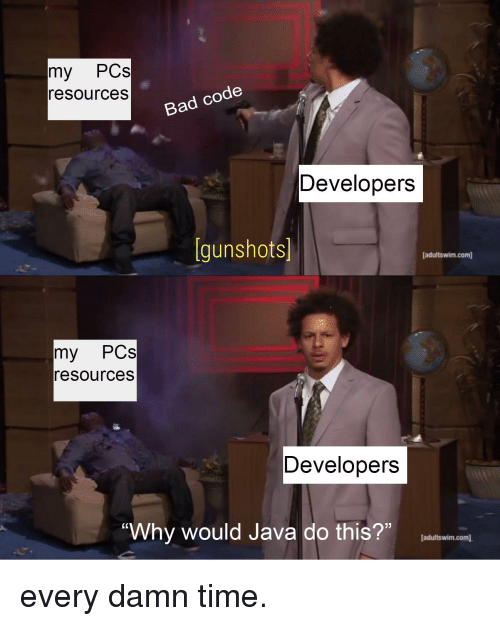 my PCs
resources
Bad code
Developers
[gunshots]
[adultswim.com]
my PCs
resources
Developers
“Why would Java do this?”
[adultswim.com]
every damn time.